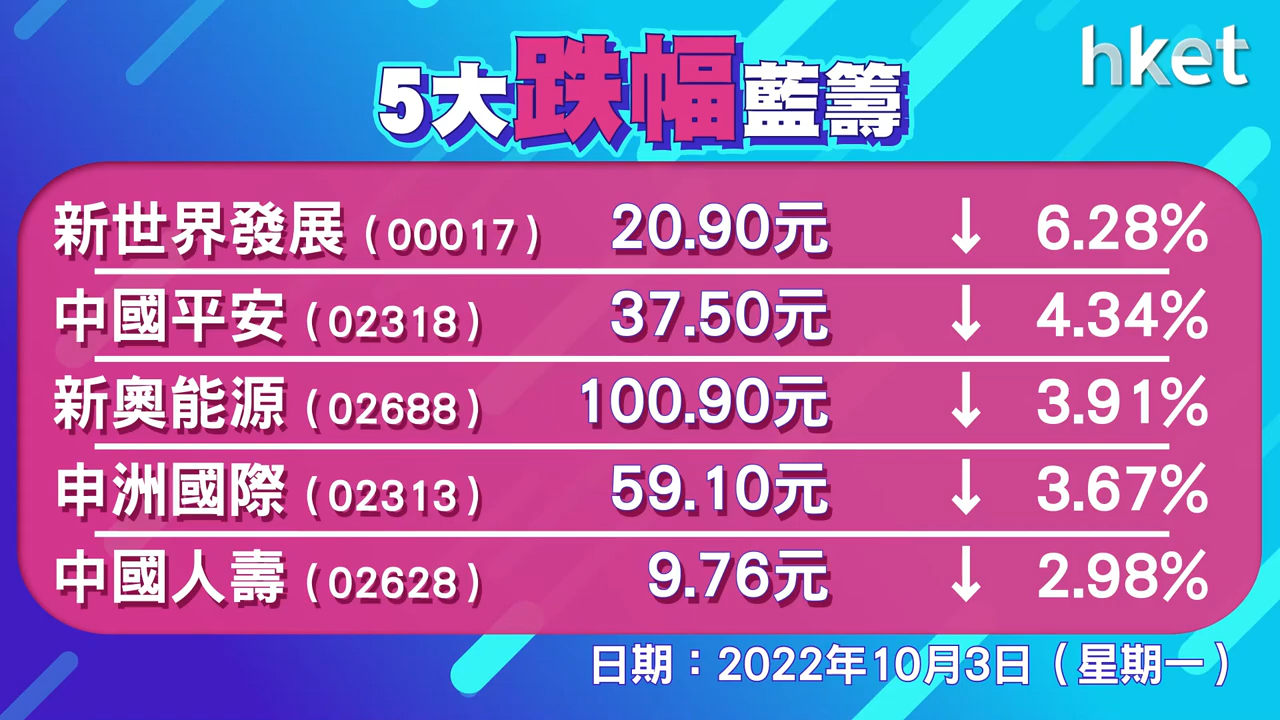 hket
5大跌幅藍籌
新世界發展（00017） 20.90元 ↓ 6.28%
中國平安（02318） 37.50元 ↓ 4.34%
新奧能源（02688） 100.90元 ↓ 3.91%
申洲國際（02313） 59.10元 ↓ 3.67%
中國人壽（02628） 9.76元 ↓ 2.98%
日期：2022年10月3日（星期一）